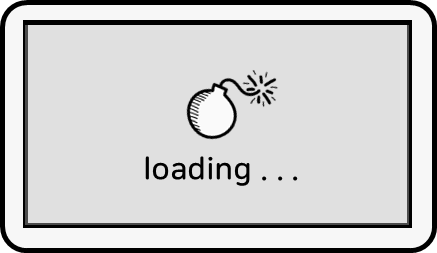 loading . . .